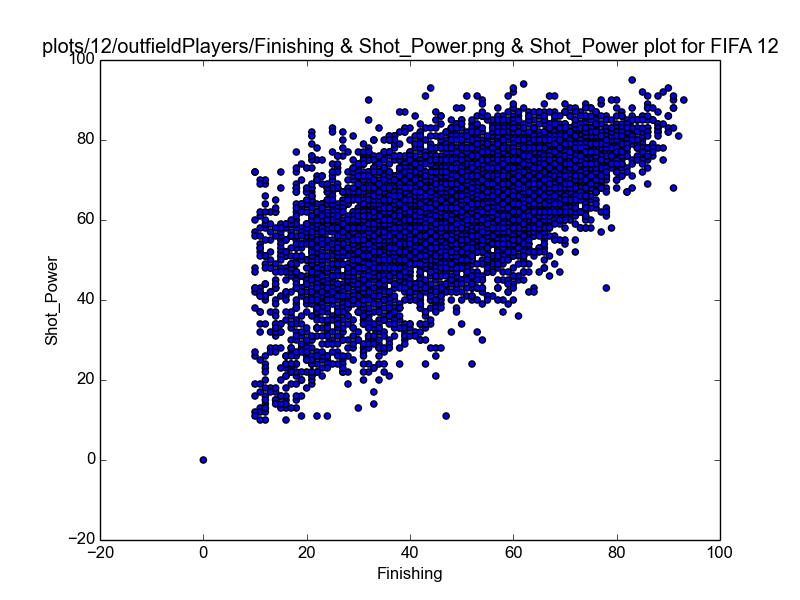 plots/12/outfieldPlayers/Finishing & Shot_Power.png & Shot_Power plot for FIFA 12
100
80
60
40
20
0
−20
Shot_Power
−20 0 20 40 60 80 100
Finishing